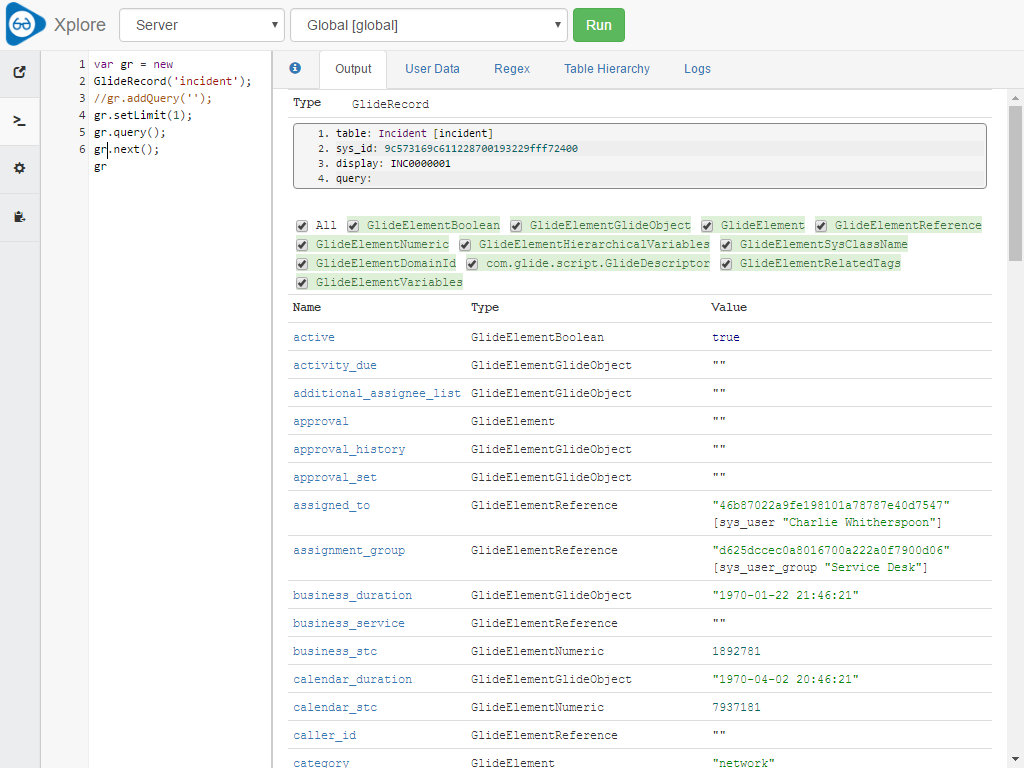 Xplore Server Global [global] Run
Output User Data Regex Table Hierarchy Logs
1 var gr = new
2 GlideRecord('incident');
3 //gr.addQuery('');
4 gr.setLimit(1);
5 gr.query();
6 gr.next();
gr
Type GlideRecord
1. table: Incident [incident]
2. sys_id: 9c573169c611228700193229fff72400
3. display: INC0000001
4. query:
All GlideElementBoolean GlideElementGlideObject GlideElement GlideElementReference
GlideElementNumeric GlideElementHierarchicalVariables GlideElementSysClassName
GlideElementDomainId com.glide.script.GlideDescriptor GlideElementRelatedTags
GlideElementVariables
Name Type Value
active GlideElementBoolean true
activity_due GlideElementGlideObject ""
additional_assignee_list GlideElementGlideObject ""
approval GlideElement ""
approval_history GlideElementGlideObject ""
approval_set GlideElementGlideObject ""
assigned_to GlideElementReference "46b87022a9fe198101a78787e40d7547"
[sys_user "Charlie Whitherspoon"]
assignment_group GlideElementReference "d625dccec0a8016700a222a0f7900d06"
[sys_user_group "Service Desk"]
business_duration GlideElementGlideObject "1970-01-22 21:46:21"
business_service GlideElementReference ""
business_stc GlideElementNumeric 1892781
calendar_duration GlideElementGlideObject "1970-04-02 20:46:21"
calendar_stc GlideElementNumeric 7937181
caller_id GlideElementReference ""
category GlideElement "network"